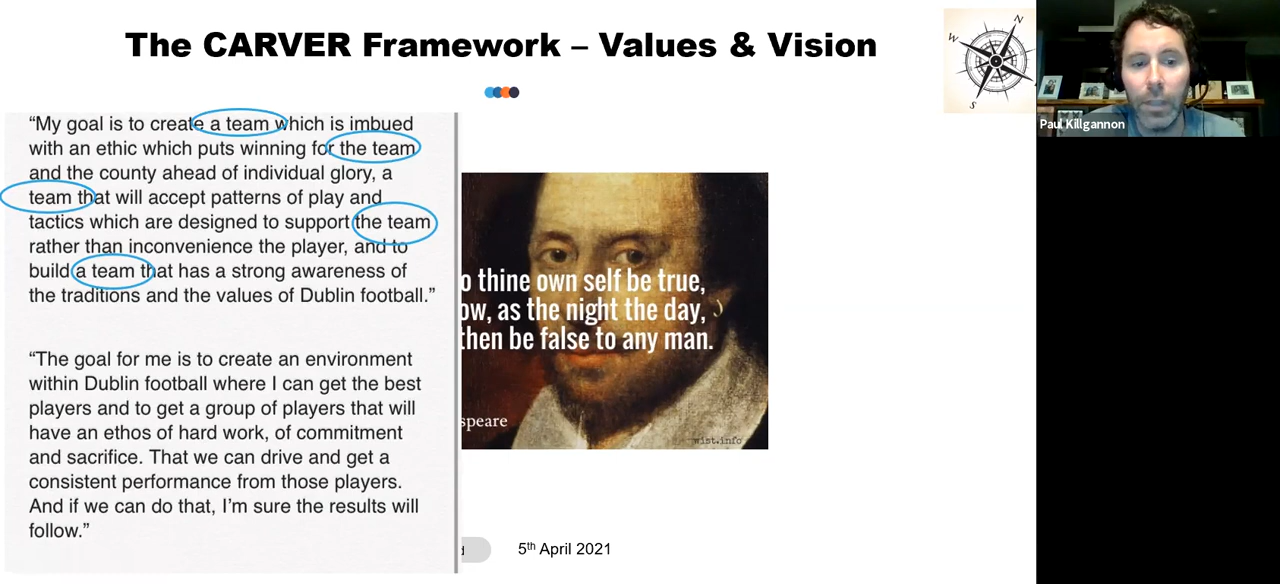 The CARVER Framework – Values & Vision
N
W
S
Paul Killgannon
“My goal is to create a team which is imbued
with an ethic which puts winning for the team
and the county ahead of individual glory, a
team that will accept patterns of play and
tactics which are designed to support the team
rather than inconvenience the player, and to
build a team that has a strong awareness of
the traditions and the values of Dublin football.”
“The goal for me is to create an environment
within Dublin football where I can get the best
players and to get a group of players that will
have an ethos of hard work, of commitment
and sacrifice. That we can drive and get a
consistent performance from those players.
And if we can do that, I’m sure the results will
follow.”
o thine own self be true,
ow, as the night the day,
then be false to any man.
speare
wist.info
d
5th April 2021